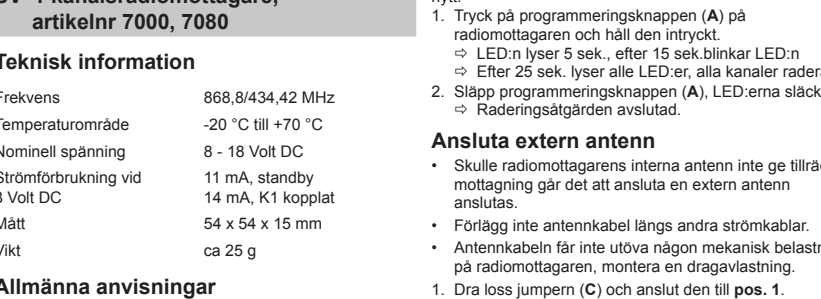 artikelnr 7000, 7080
Teknisk information
Frekvens 868,8/434,42 MHz
Temperaturområde -20 °C till +70 °C
Nominell spänning 8 - 18 Volt DC
Strömförbrukning vid 11 mA, standby
Volt DC 14 mA, K1 kopplat
Mått 54 x 54 x 15 mm
Vikt ca 25 g
Allmänna anvisningar
nytt.
1. Tryck på programmeringsknappen (A) på
radiomottagaren och håll den intryckt.
⇨ LED:n lyser 5 sek., efter 15 sek.blinkar LED:n
⇨ Efter 25 sek. lyser alla LED:er, alla kanaler radera
2. Släpp programmeringsknappen (A), LED:erna släck
⇨ Raderingsåtgärden avslutad.
Ansluta extern antenn
• Skulle radiomottagarens interna antenn inte ge tillräc
mottagning går det att ansluta en extern antenn
anslutas.
• Förlägg inte antennkabel längs andra strömkablar.
• Antennkabeln får inte utöva någon mekanisk belastn
på radiomottagaren, montera en dragavlastning.
1. Dra loss jumpern (C) och anslut den till pos. 1.